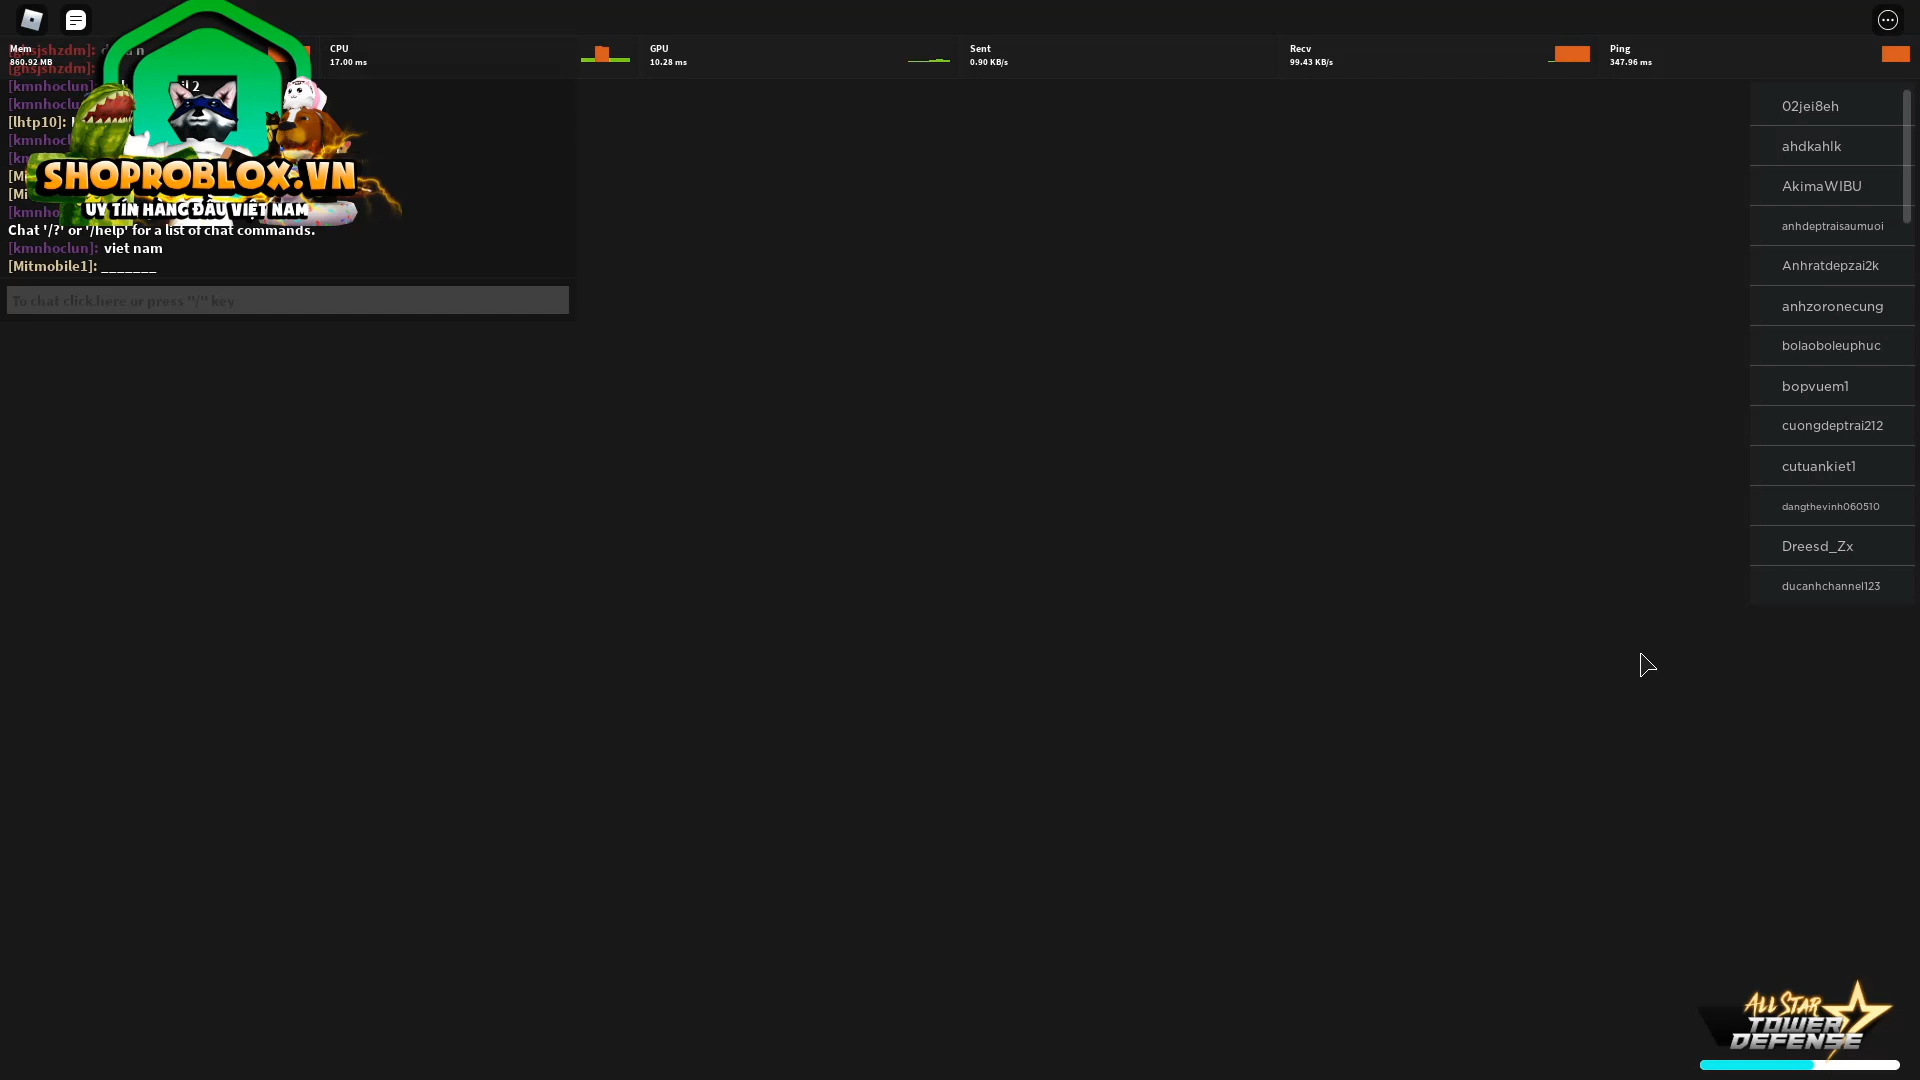 Mem
860.92 MB
CPU
17.00 ms
GPU
10.28 ms
Sent
0.90 KB/s
Recv
99.43 KB/s
Ping
347.96 ms
[ghsjshzdm]:
[ghsjshzdm]:
[kmnhoclun]: 2
[lhtp10]:
SHOPROBLOX.VN
UY TÍN HÀNG ĐẦU VIỆT NAM
Chat '/?' or '/help' for a list of chat commands.
[kmnhoclun]: viet nam
[Mitmobile1]: _______
To chat click here or press "/" key
02jei8eh
ahdkahlk
AkimaWIBU
anhdeptraisaumuoi
Anhratdepzai2k
anhzoronecung
bolaoboleuphuc
bopvuem1
cuongdeptrai212
cutuankiet1
dangthevinh060510
Dreesd_Zx
ducanhchannel123
ALL STAR
TOWER
DEFENSE